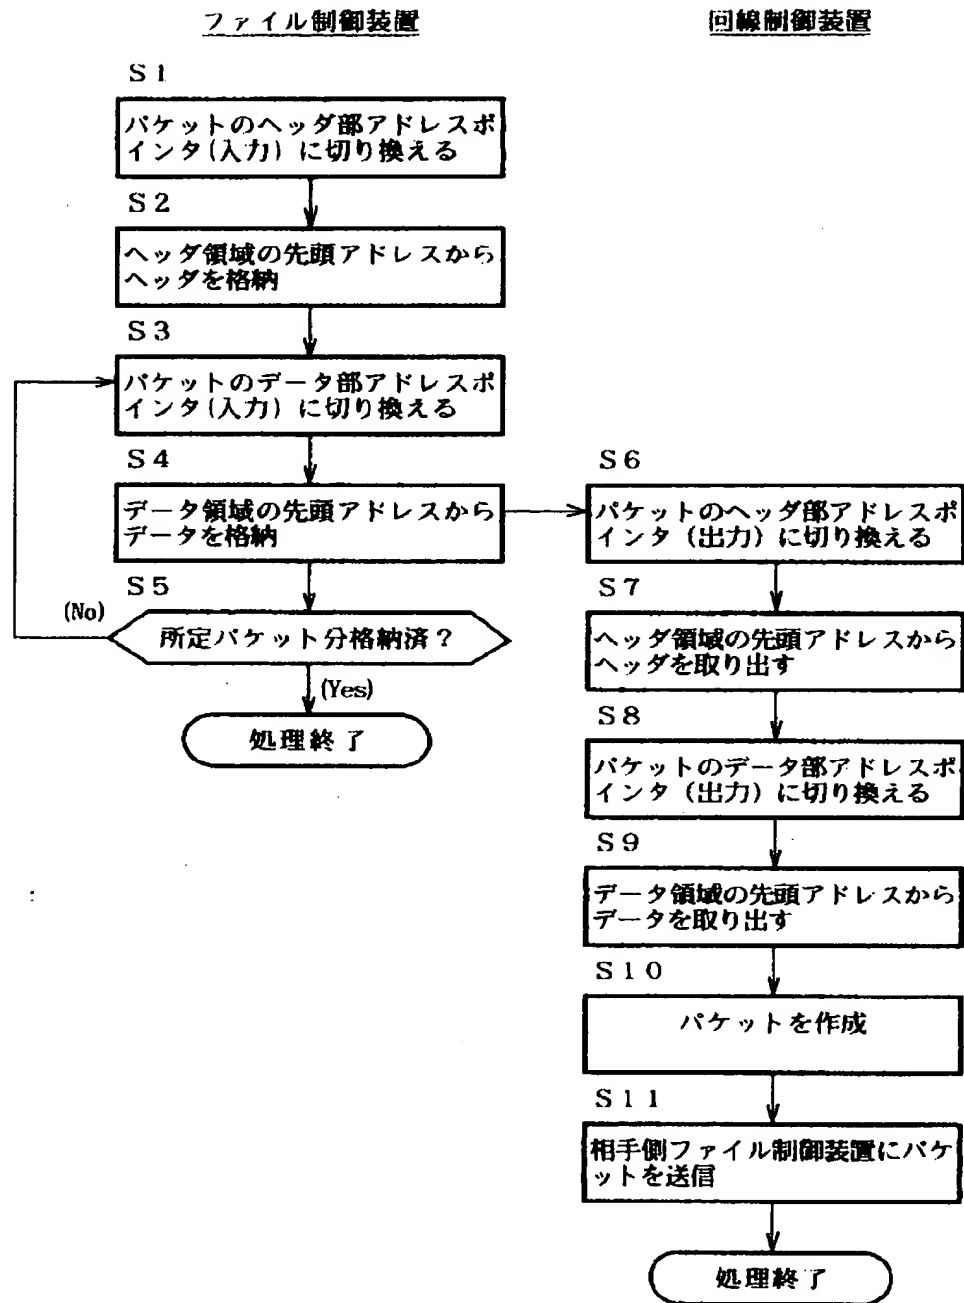 ファイル制御装置
回線制御装置
S1
パケットのヘッダ部アドレスポ
インタ(入力)に切り換える
S2
ヘッダ領域の先頭アドレスから
ヘッダを格納
S3
パケットのデータ部アドレスポ
インタ(入力)に切り換える
S4
データ領域の先頭アドレスから
データを格納
S5
(No)
所定パケット分格納済?
(Yes)
処理終了
S6
パケットのヘッダ部アドレスポ
インタ(出力)に切り換える
S7
ヘッダ領域の先頭アドレスから
ヘッダを取り出す
S8
パケットのデータ部アドレスポ
インタ(出力)に切り換える
S9
データ領域の先頭アドレスから
データを取り出す
S10
パケットを作成
S11
相手側ファイル制御装置にパケ
ットを送信
処理終了